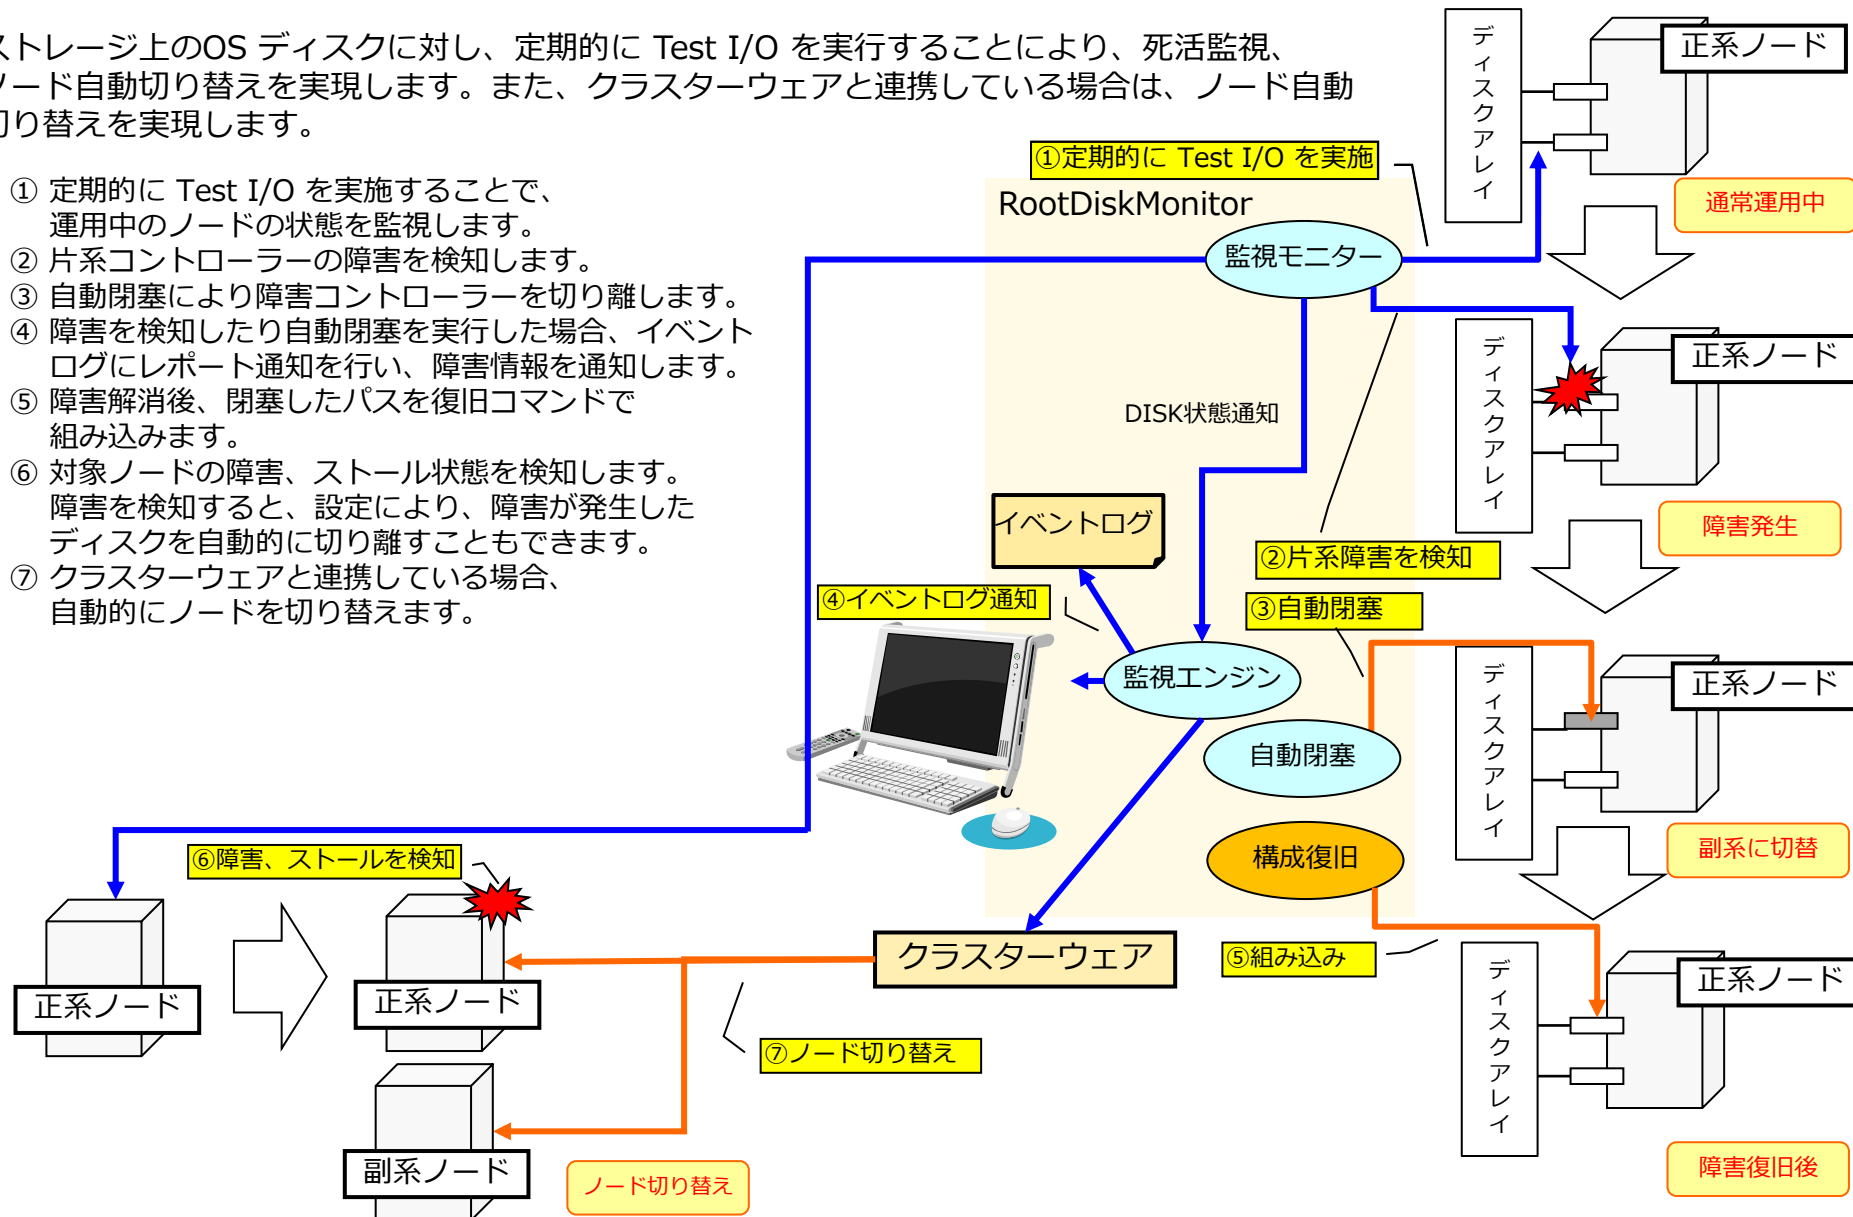 ストレージ上のOS ディスクに対し、定期的に Test I/O を実行することにより、死活監視、
ノード自動切り替えを実現します。また、クラスターウェアと連携している場合は、ノード自動
切り替えを実現します。
① 定期的に Test I/O を実施することで、
運用中のノードの状態を監視します。
② 片系コントローラーの障害を検知します。
③ 自動閉塞により障害コントローラーを切り離します。
④ 障害を検知したり自動閉塞を実行した場合、イベント
ログにレポート通知を行い、障害情報を通知します。
⑤ 障害解消後、閉塞したパスを復旧コマンドで
組み込みます。
⑥ 対象ノードの障害、ストール状態を検知します。
障害を検知すると、設定により、障害が発生した
ディスクを自動的に切り離すこともできます。
⑦ クラスターウェアと連携している場合、
自動的にノードを切り替えます。
①定期的に Test I/O を実施
RootDiskMonitor
監視モニター
DISK状態通知
イベントログ
②片系障害を検知
④イベントログ通知
③自動閉塞
監視エンジン
自動閉塞
構成復旧
クラスターウェア
⑤組み込み
⑥障害、ストールを検知
⑦ノード切り替え
正系ノード
正系ノード
副系ノード
ノード切り替え
ディスクアレイ
正系ノード
通常運用中
ディスクアレイ
正系ノード
障害発生
ディスクアレイ
正系ノード
副系に切替
ディスクアレイ
正系ノード
障害復旧後